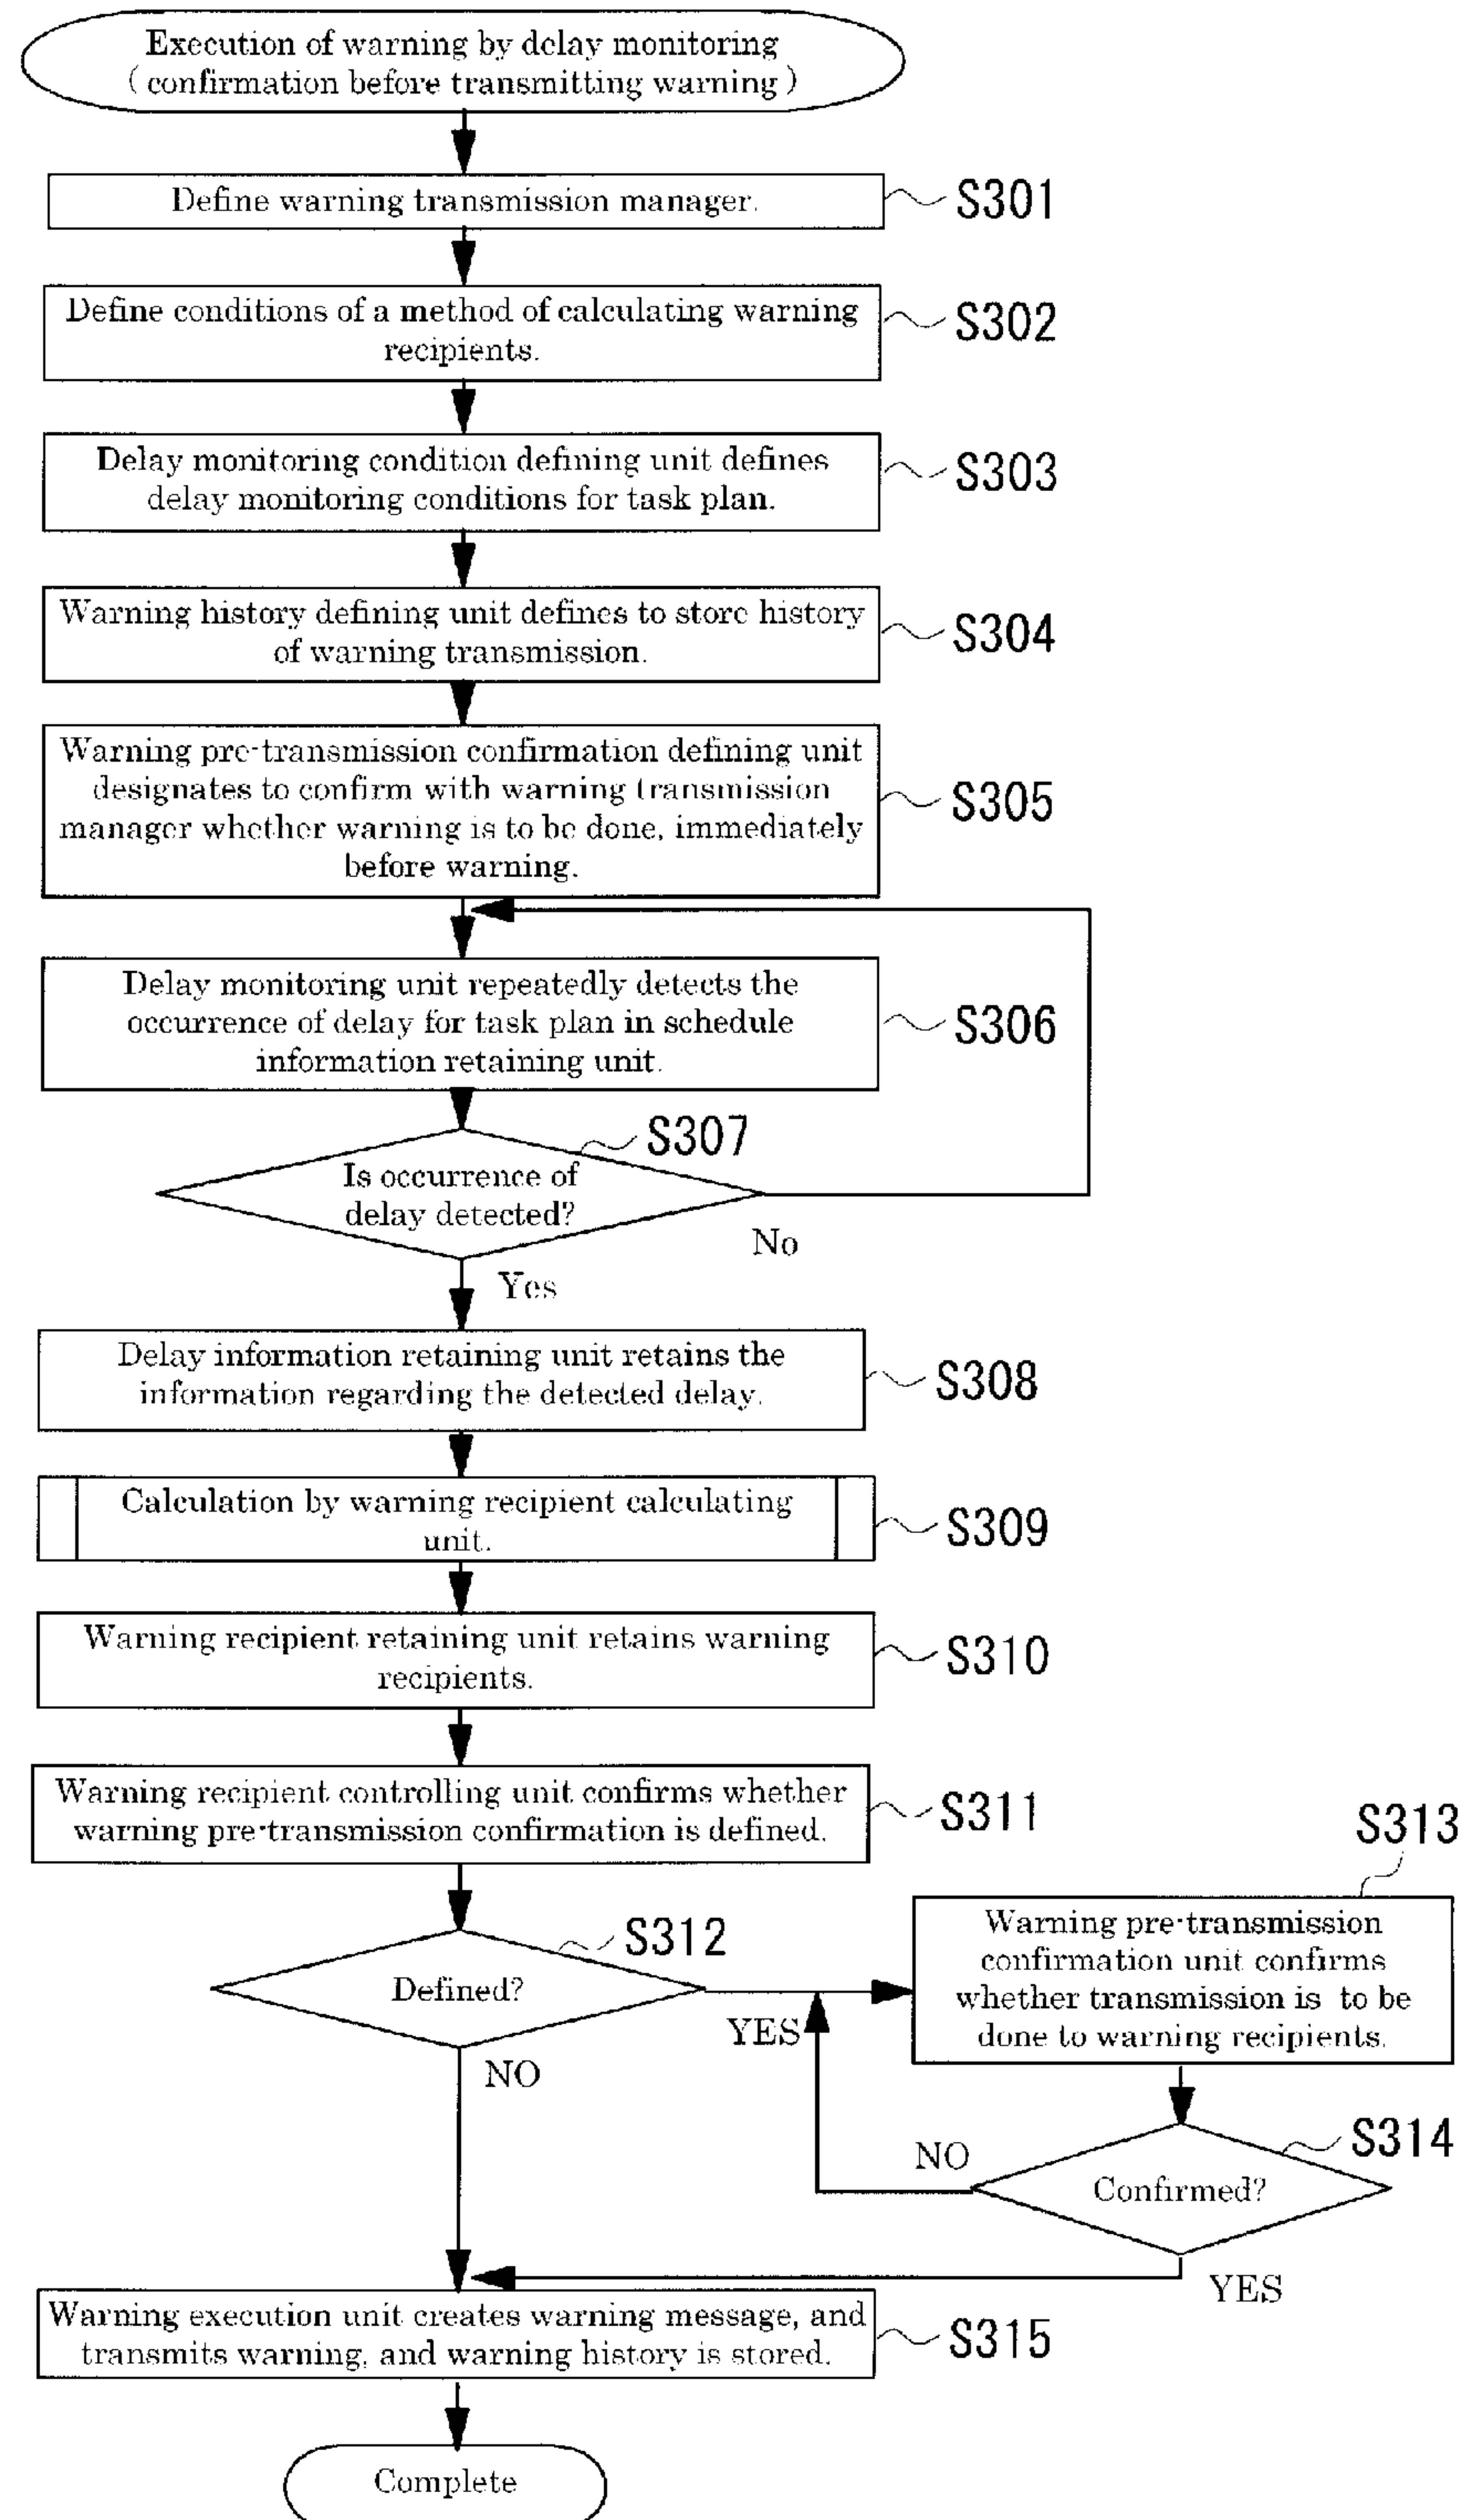 Execution of warning by delay monitoring
( confirmation before transmitting warning )
Define warning transmission manager.
S301
Define conditions of a method of calculating warning
recipients.
S302
Delay monitoring condition defining unit defines
delay monitoring conditions for task plan.
S303
Warning history defining unit defines to store history
of warning transmission.
S304
Warning pre-transmission confirmation defining unit
designates to confirm with warning transmission
manager whether warning is to be done, immediately
before warning.
S305
Delay monitoring unit repeatedly detects the
occurrence of delay for task plan in schedule
information retaining unit.
S306
S307
Is occurrence of
delay detected?
No
Yes
Delay information retaining unit retains the
information regarding the detected delay.
S308
Calculation by warning recipient calculating
unit.
S309
Warning recipient retaining unit retains warning
recipients.
S310
Warning recipient controlling unit confirms whether
warning pre-transmission confirmation is defined.
S311
S312
Defined?
YES
NO
S313
Warning pre-transmission
confirmation unit confirms
whether transmission is to be
done to warning recipients.
S314
Confirmed?
NO
YES
Warning execution unit creates warning message, and
transmits warning, and warning history is stored.
S315
Complete